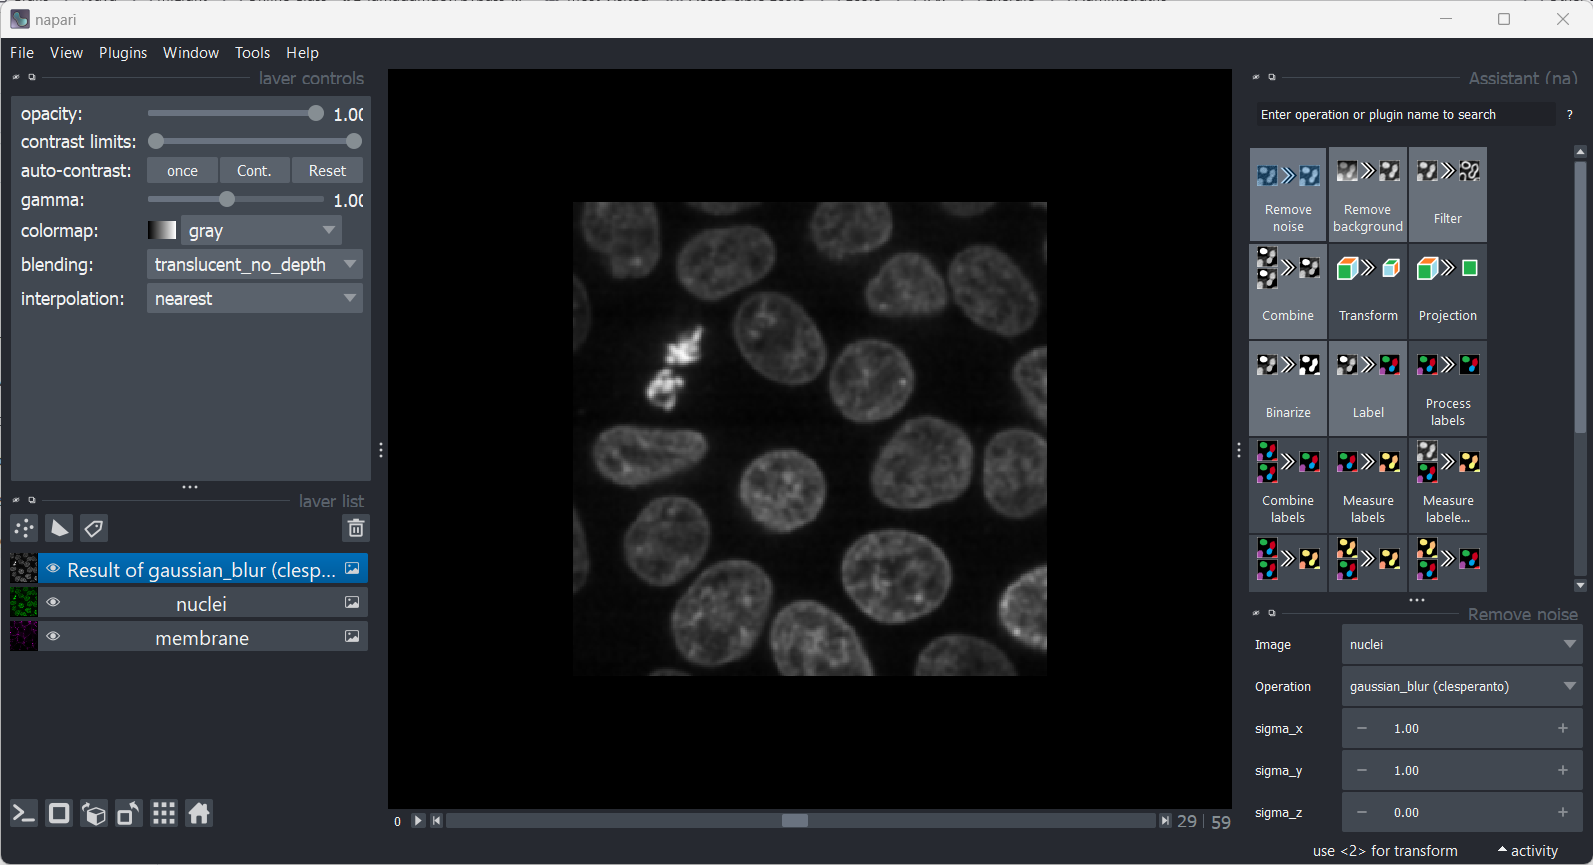 napari
File View Plugins Window Tools Help
layer controls
opacity: 1.00
contrast limits:
auto-contrast: once Cont. Reset
gamma: 1.00
colormap: gray
blending: translucent_no_depth
interpolation: nearest
layer list
Result of gaussian_blur (clesp...
nuclei
membrane
0
29 | 59
Assistant (na)
Enter operation or plugin name to search ?
Remove noise
Remove background
Filter
Combine
Transform
Projection
Binarize
Label
Process labels
Combine labels
Measure labels
Measure labele...
Remove noise
Image nuclei
Operation gaussian_blur (clesperanto)
sigma_x − 1.00 +
sigma_y − 1.00 +
sigma_z − 0.00 +
use <2> for transform activity